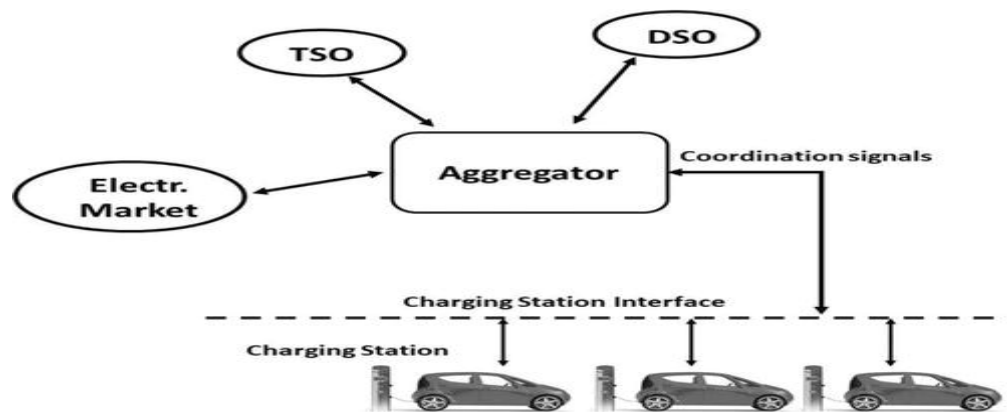 TSO
DSO
Electr.
Market
Aggregator
Coordination signals
Charging Station Interface
Charging Station